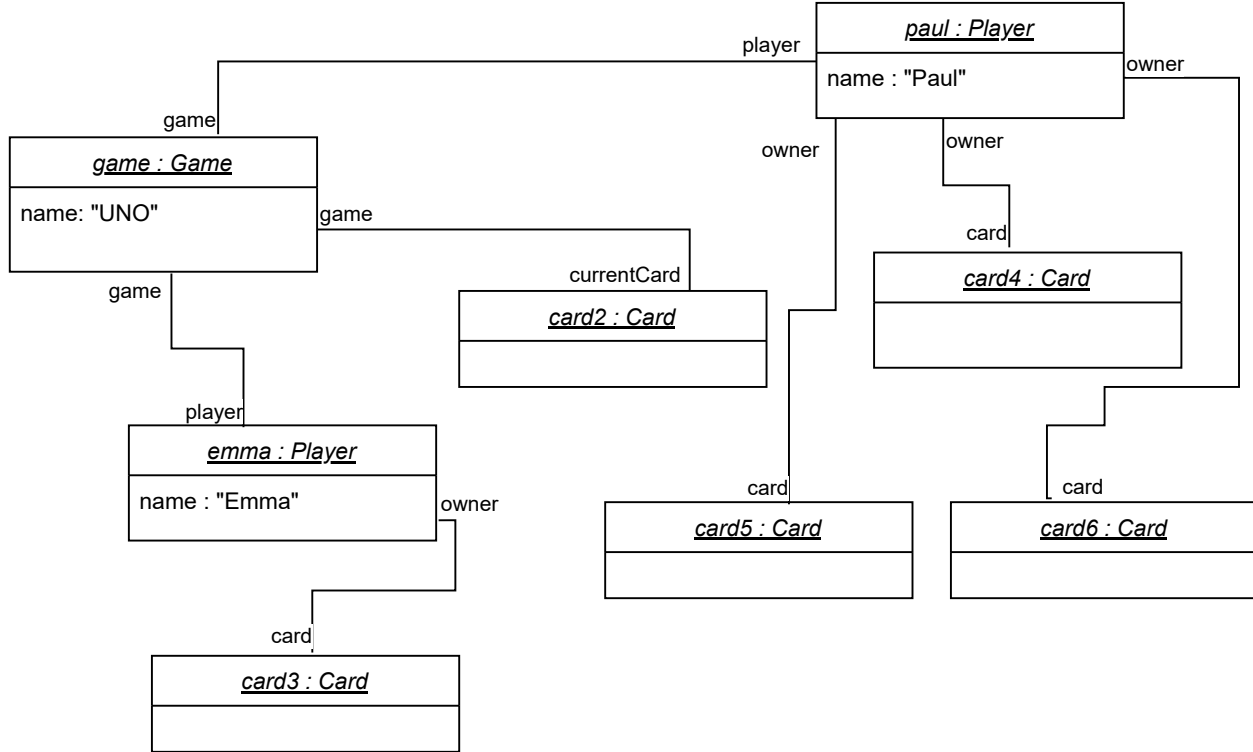 paul : Player
player
owner
name : "Paul"
game
owner
owner
game : Game
name: "UNO"
game
card
currentCard
card4 : Card
game
card2 : Card
player
emma : Player
name : "Emma"
owner
card
card
card5 : Card
card6 : Card
card
card3 : Card